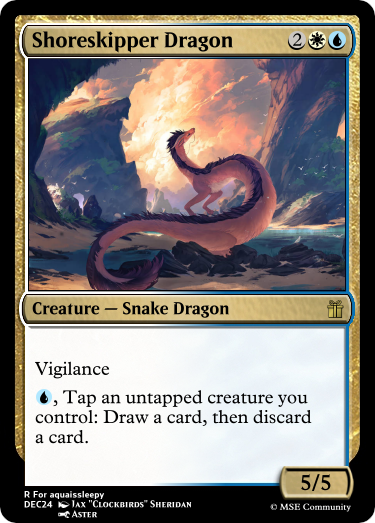 Shoreskipper Dragon 2
Creature — Snake Dragon
Vigilance
, Tap an untapped creature you
control: Draw a card, then discard
a card.
5/5
R For aquaissleepy
DEC24 Jax "Clockbirds" Sheridan
Aster
© MSE Community